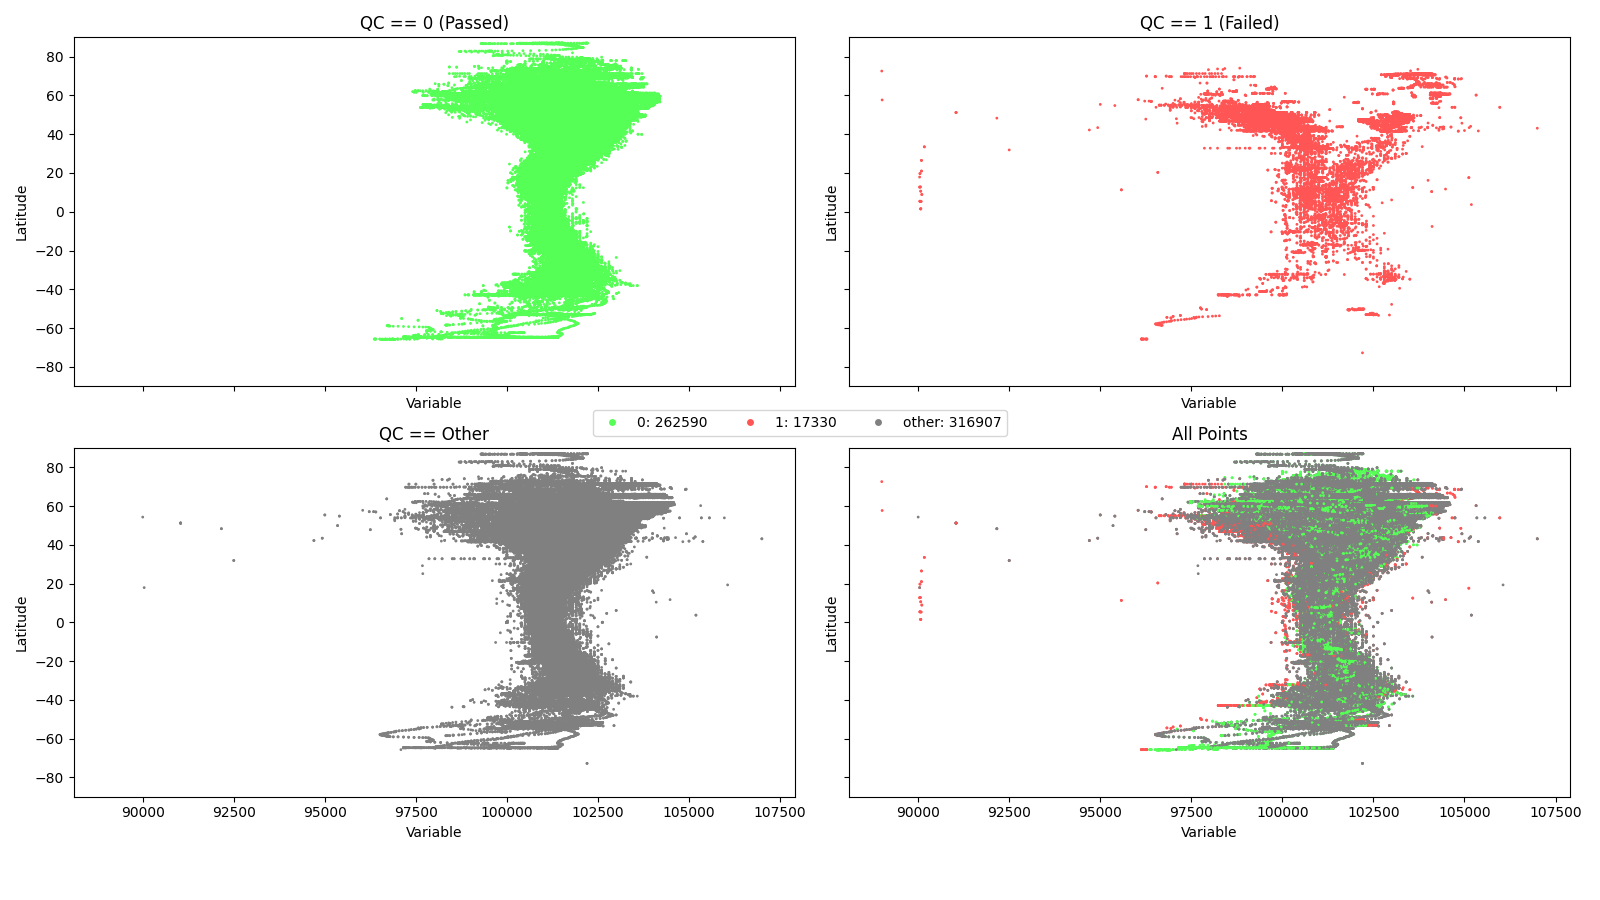 QC == 0 (Passed)
QC == 1 (Failed)
80
60
40
20
0
−20
−40
−60
−80
Latitude
Latitude
Variable
Variable
0: 262590 1: 17330 other: 316907
QC == Other
All Points
80
60
40
20
0
−20
−40
−60
−80
Latitude
Latitude
90000 92500 95000 97500 100000 102500 105000 107500
90000 92500 95000 97500 100000 102500 105000 107500
Variable
Variable